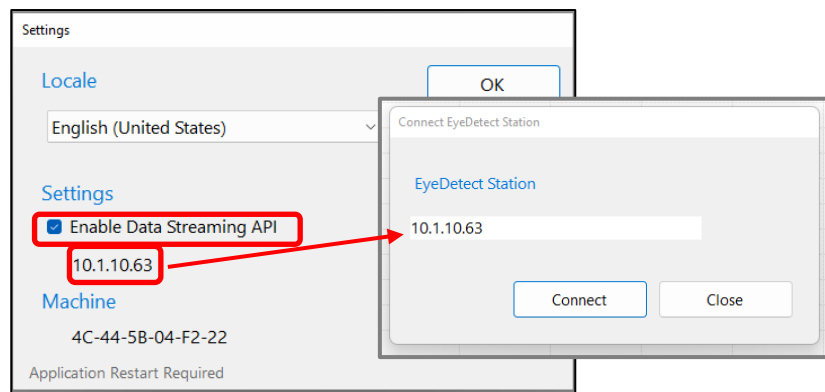 Settings
Locale
OK
English (United States)
Settings
Enable Data Streaming API
10.1.10.63
Machine
4C-44-5B-04-F2-22
Application Restart Required
Connect EyeDetect Station
EyeDetect Station
10.1.10.63
Connect
Close